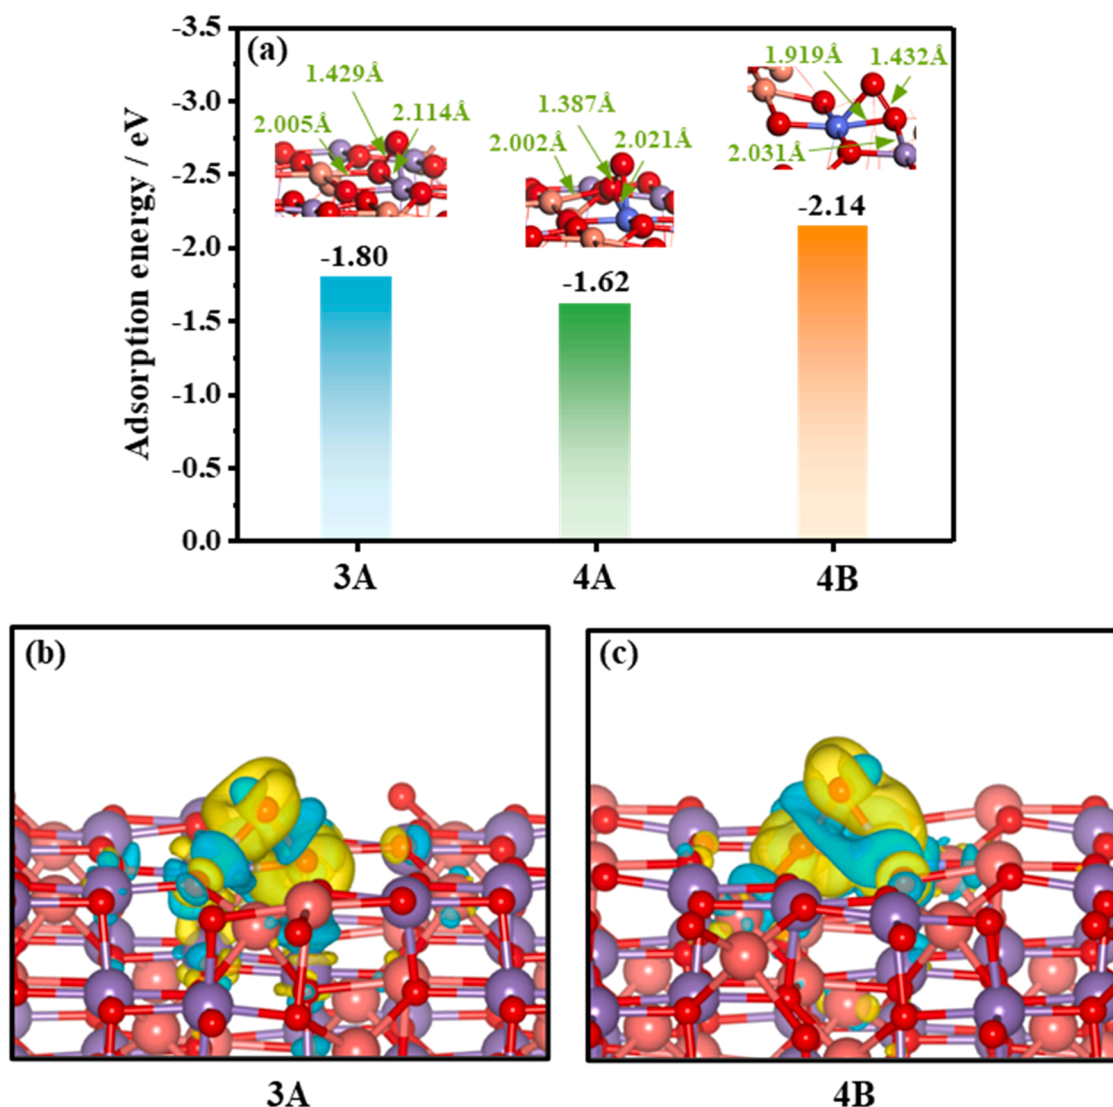 (a)
Adsorption energy / eV
-3.5
-3.0
-2.5
-2.0
-1.5
-1.0
-0.5
0.0
1.429Å
2.005Å
2.114Å
-1.80
1.387Å
2.002Å
2.021Å
-1.62
1.919Å
1.432Å
2.031Å
-2.14
3A
4A
4B
(b)
(c)
3A
4B